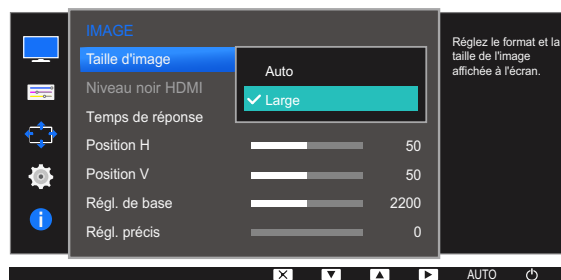 IMAGE
Taille d'image
Auto
Large
Niveau noir HDMI
Temps de réponse
Position H 50
Position V 50
Régl. de base 2200
Régl. précis 0
Réglez le format et la
taille de l'image
affichée à l'écran.
AUTO